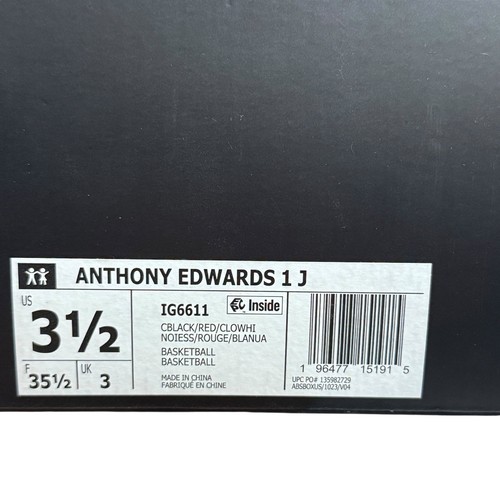 ANTHONY EDWARDS 1 J
US
3½
F
35½
UK
3
IG6611
Inside
CBLACK/RED/CLOWHI
NOIESS/ROUGE/BLANUA
BASKETBALL
BASKETBALL
MADE IN CHINA
FABRIQUÉ EN CHINE
1 96477 15191 5
UPC PO# 135982729
ABSBOXUS/1023/V04